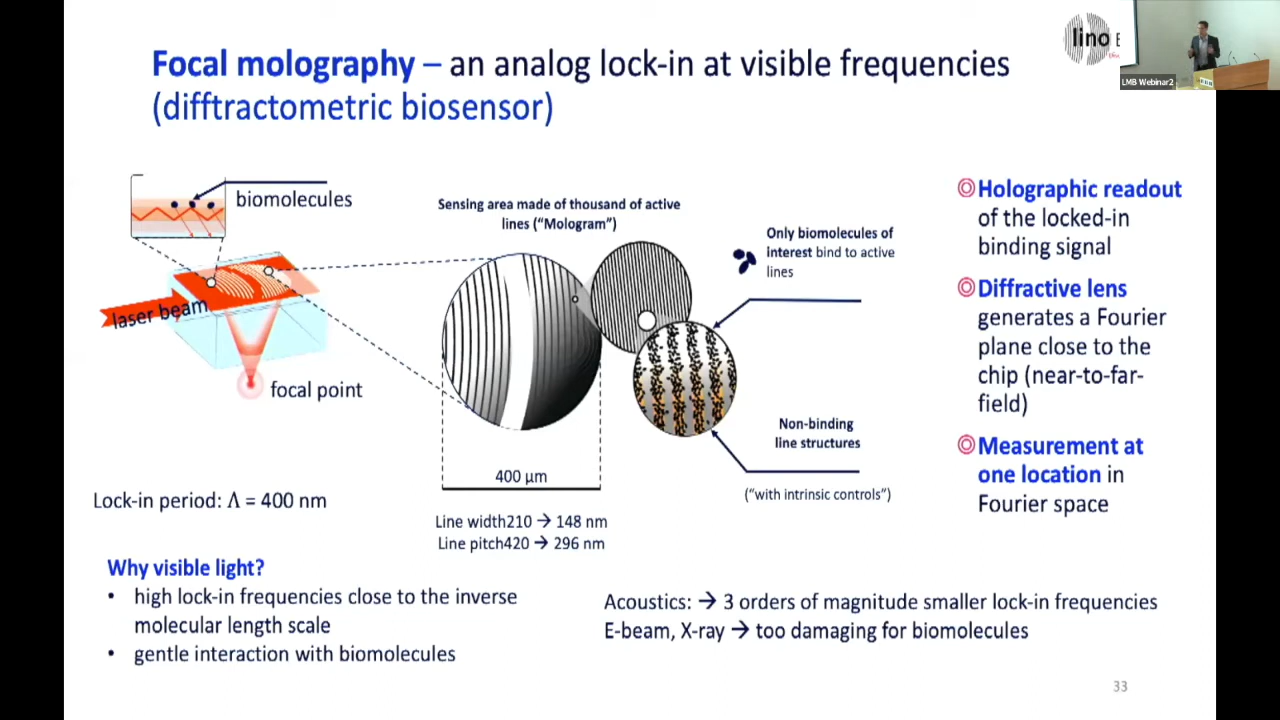 Focal molography – an analog lock-in at visible frequencies
(difftractometric biosensor)
lino
LMB Webinar2
biomolecules
laser beam
focal point
Lock-in period: Λ = 400 nm
Sensing area made of thousand of active
lines ("Mologram")
400 μm
Line width210 → 148 nm
Line pitch420 → 296 nm
Only biomolecules of
interest bind to active
lines
Non-binding
line structures
("with intrinsic controls")
Holographic readout
of the locked-in
binding signal
Diffractive lens
generates a Fourier
plane close to the
chip (near-to-far-
field)
Measurement at
one location in
Fourier space
Why visible light?
• high lock-in frequencies close to the inverse
molecular length scale
• gentle interaction with biomolecules
Acoustics: → 3 orders of magnitude smaller lock-in frequencies
E-beam, X-ray → too damaging for biomolecules
33